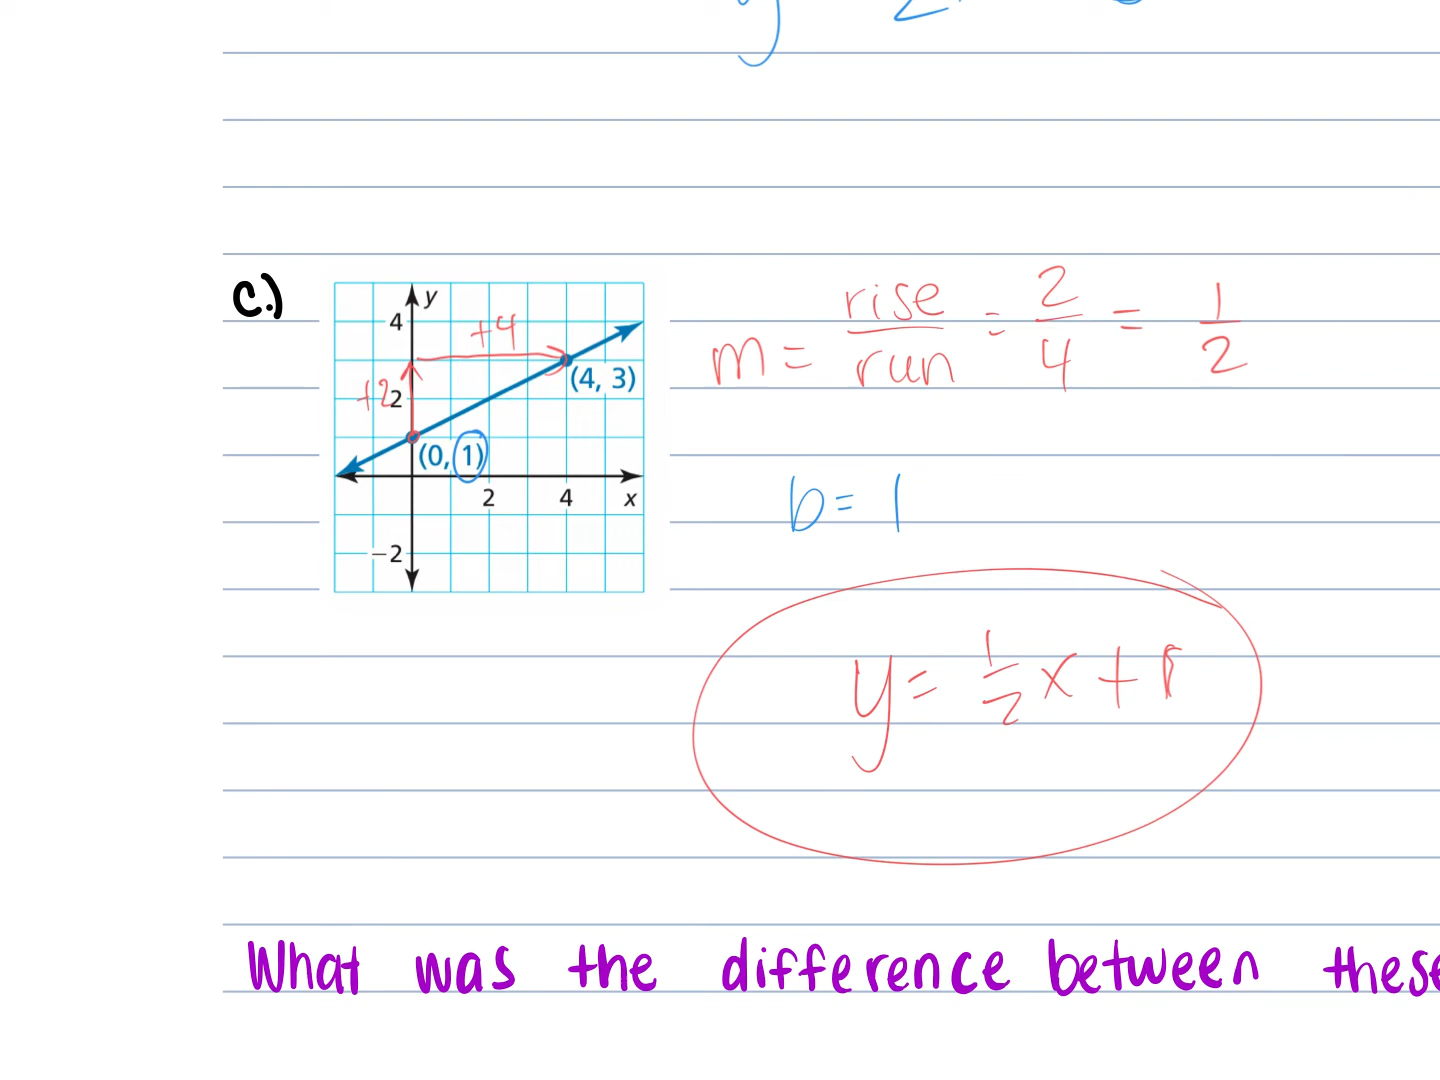 c.)
y
4
+4
+2
2
(4, 3)
(0, 1)
2 4 x
−2
m = rise/run = 2/4 = 1/2
b = 1
y = 1/2 x + 1
What was the difference between these